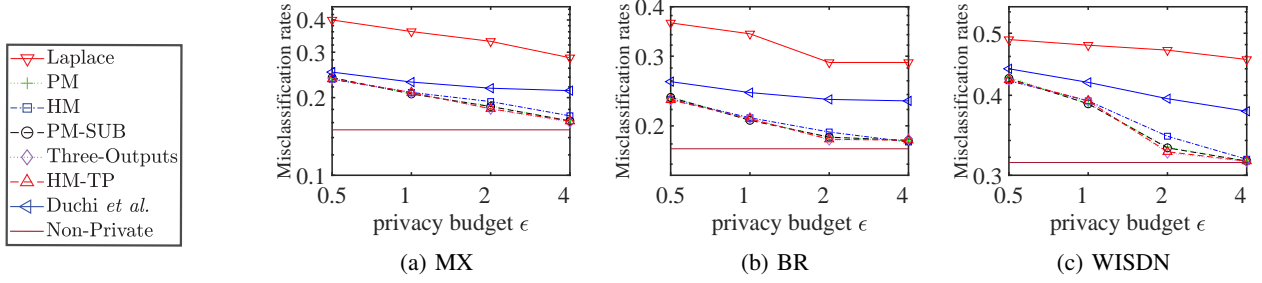 Laplace
PM
HM
PM-SUB
Three-Outputs
HM-TP
Duchi et al.
Non-Private
Misclassification rates
0.4
0.3
0.2
0.1
0.5 1 2 4
privacy budget ϵ
(a) MX
Misclassification rates
0.4
0.3
0.2
0.5 1 2 4
privacy budget ϵ
(b) BR
Misclassification rates
0.5
0.4
0.3
0.5 1 2 4
privacy budget ϵ
(c) WISDN